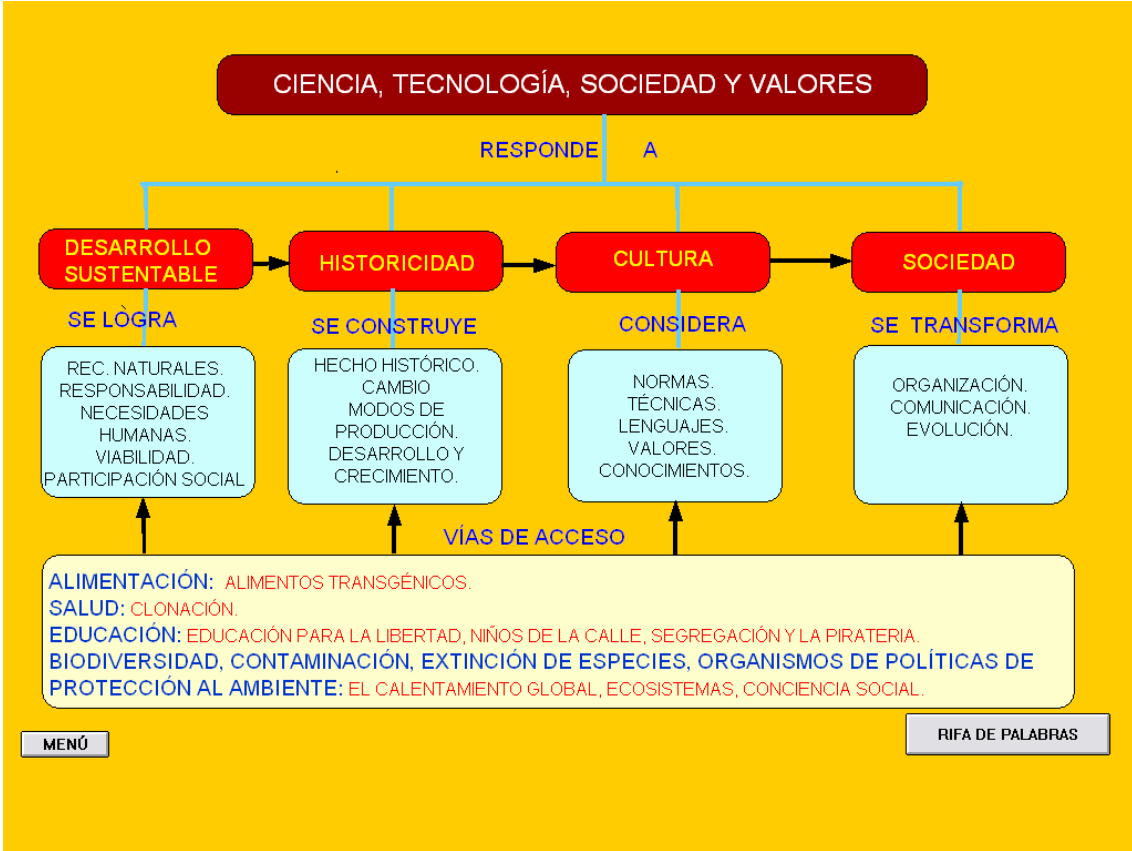 CIENCIA, TECNOLOGÍA, SOCIEDAD Y VALORES
RESPONDE A
DESARROLLO
SUSTENTABLE
HISTORICIDAD
CULTURA
SOCIEDAD
SE LÒGRA
SE CONSTRUYE
CONSIDERA
SE TRANSFORMA
REC. NATURALES.
RESPONSABILIDAD.
NECESIDADES
HUMANAS.
VIABILIDAD.
PARTICIPACIÓN SOCIAL
HECHO HISTÓRICO.
CAMBIO
MODOS DE
PRODUCCIÓN.
DESARROLLO Y
CRECIMIENTO.
NORMAS.
TÉCNICAS.
LENGUAJES.
VALORES.
CONOCIMIENTOS.
ORGANIZACIÓN.
COMUNICACIÓN.
EVOLUCIÓN.
VÍAS DE ACCESO
ALIMENTACIÓN: ALIMENTOS TRANSGÉNICOS.
SALUD: CLONACIÓN.
EDUCACIÓN: EDUCACIÓN PARA LA LIBERTAD, NIÑOS DE LA CALLE, SEGREGACIÓN Y LA PIRATERIA.
BIODIVERSIDAD, CONTAMINACIÓN, EXTINCIÓN DE ESPECIES, ORGANISMOS DE POLÍTICAS DE
PROTECCIÓN AL AMBIENTE: EL CALENTAMIENTO GLOBAL, ECOSISTEMAS, CONCIENCIA SOCIAL.
MENÚ
RIFA DE PALABRAS